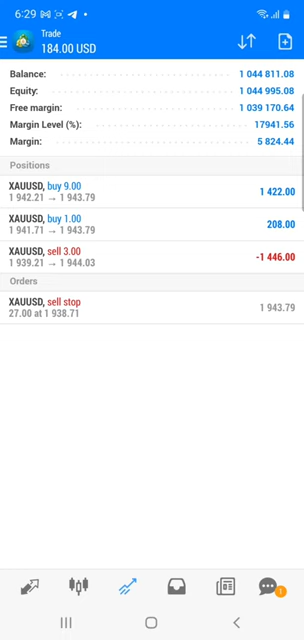 6:29
Trade
184.00 USD
Balance: 1 044 811.08
Equity: 1 044 995.08
Free margin: 1 039 170.64
Margin Level (%): 17941.56
Margin: 5 824.44
Positions
XAUUSD, buy 9.00
1 942.21 → 1 943.79
1 422.00
XAUUSD, buy 1.00
1 941.71 → 1 943.79
208.00
XAUUSD, sell 3.00
1 939.21 → 1 944.03
-1 446.00
Orders
XAUUSD, sell stop
27.00 at 1 938.71
1 943.79
1